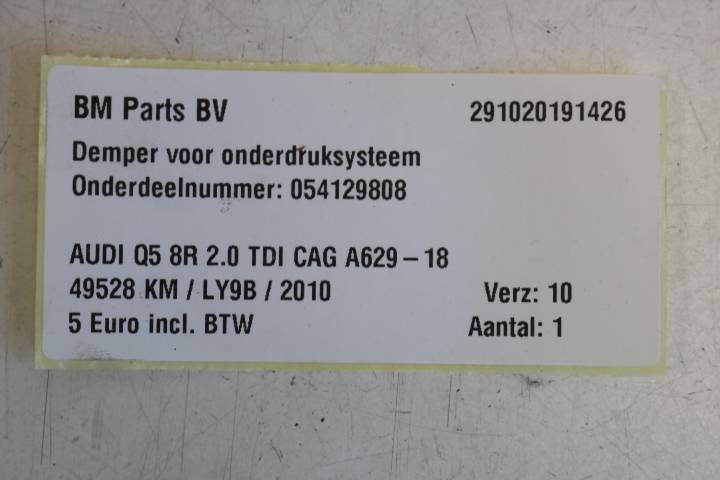 BM Parts BV 291020191426
Demper voor onderdruksysteem
Onderdeelnummer: 054129808
AUDI Q5 8R 2.0 TDI CAG A629-18
49528 KM / LY9B / 2010 Verz: 10
5 Euro incl. BTW Aantal: 1